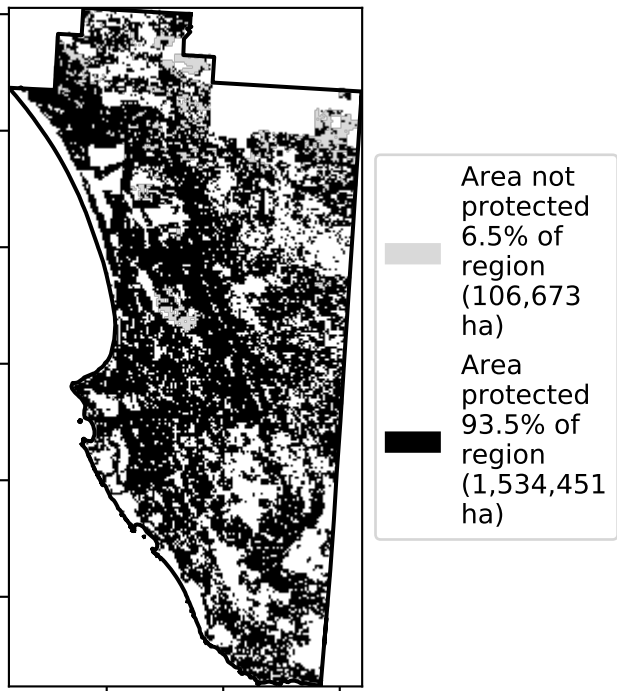 Area not
protected
6.5% of
region
(106,673
ha)
Area
protected
93.5% of
region
(1,534,451
ha)